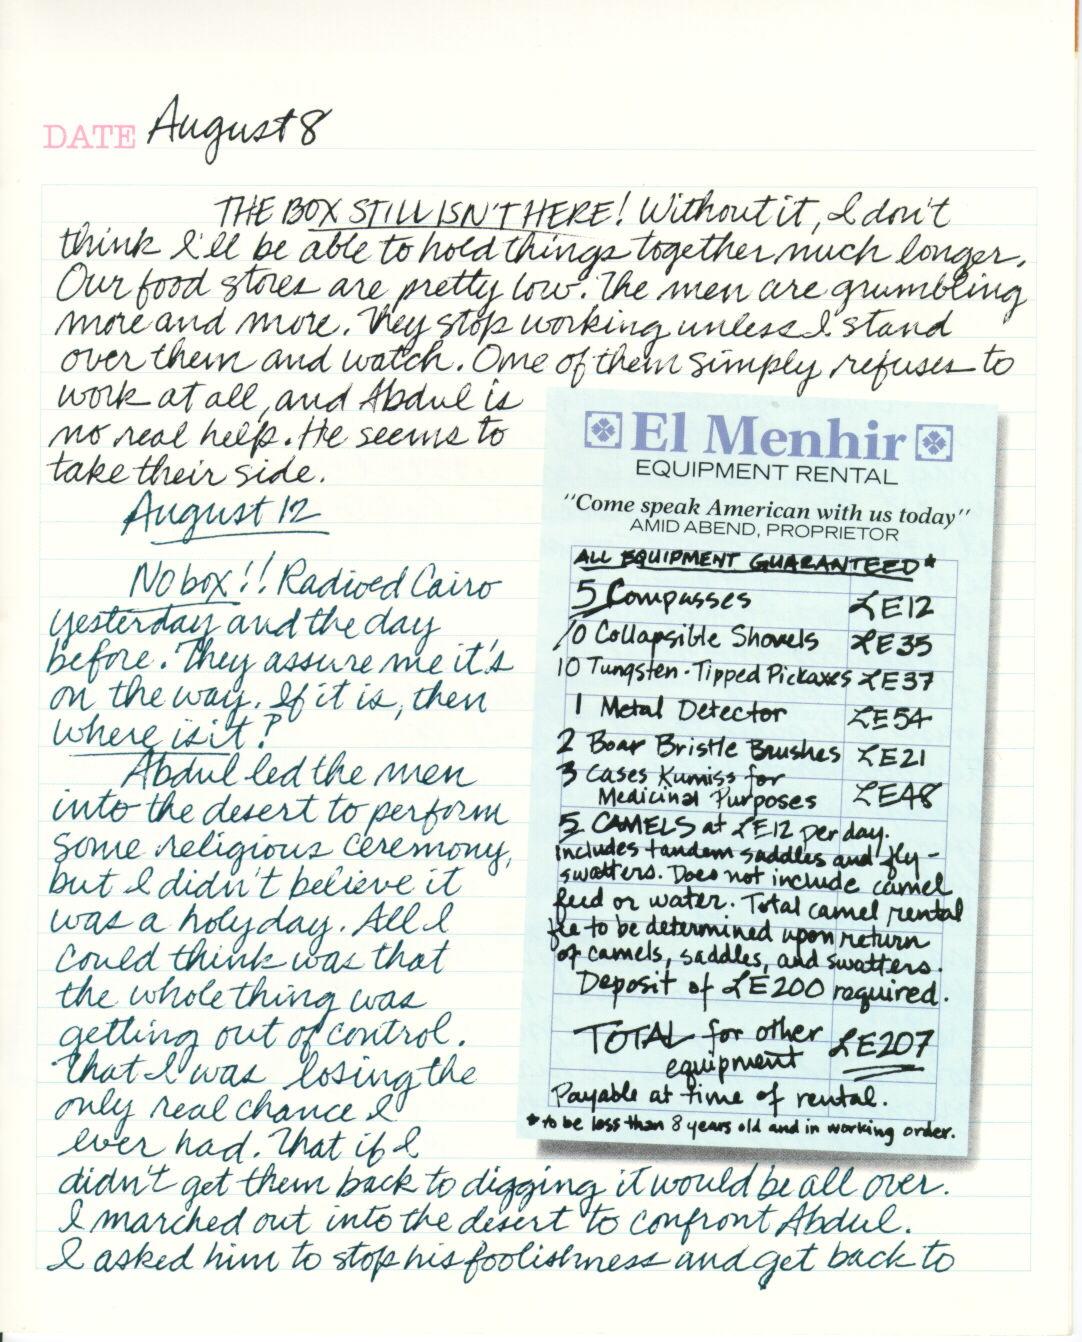 DATE August 8
THE BOX STILL ISN'T HERE! Without it, I don't
think I'll be able to hold things together much longer.
Our food stores are pretty low. The men are grumbling
more and more. They stop working unless I stand
over them and watch. One of them simply refuses to
work at all, and Abdul is
no real help. He seems to
take their side.
August 12
No box!! Radioed Cairo
yesterday and the day
before. They assure me it's
on the way. If it is, then
where is it?
Abdul led the men
into the desert to perform
some religious ceremony,
but I didn't believe it
was a holy day. All I
could think was that
the whole thing was
getting out of control.
That I was losing the
only real chance I
ever had. That if I
didn't get them back to digging it would be all over.
I marched out into the desert to confront Abdul.
I asked him to stop his foolishness and get back to
El Menhir
EQUIPMENT RENTAL
"Come speak American with us today"
AMID ABEND, PROPRIETOR
ALL EQUIPMENT GUARANTEED*
5 Compasses £E12
10 Collapsible Shovels £E35
10 Tungsten-Tipped Pickaxes £E37
1 Metal Detector £E54
2 Boar Bristle Brushes £E21
3 Cases Kumiss for
Medicinal Purposes £E48
5 CAMELS at £E12 per day.
includes tandem saddles and fly-
swatters. Does not include camel
feed or water. Total camel rental
fee to be determined upon return
of camels, saddles, and swatters.
Deposit of £E200 required.
TOTAL for other
equipment £E207
Payable at time of rental.
*to be less than 8 years old and in working order.